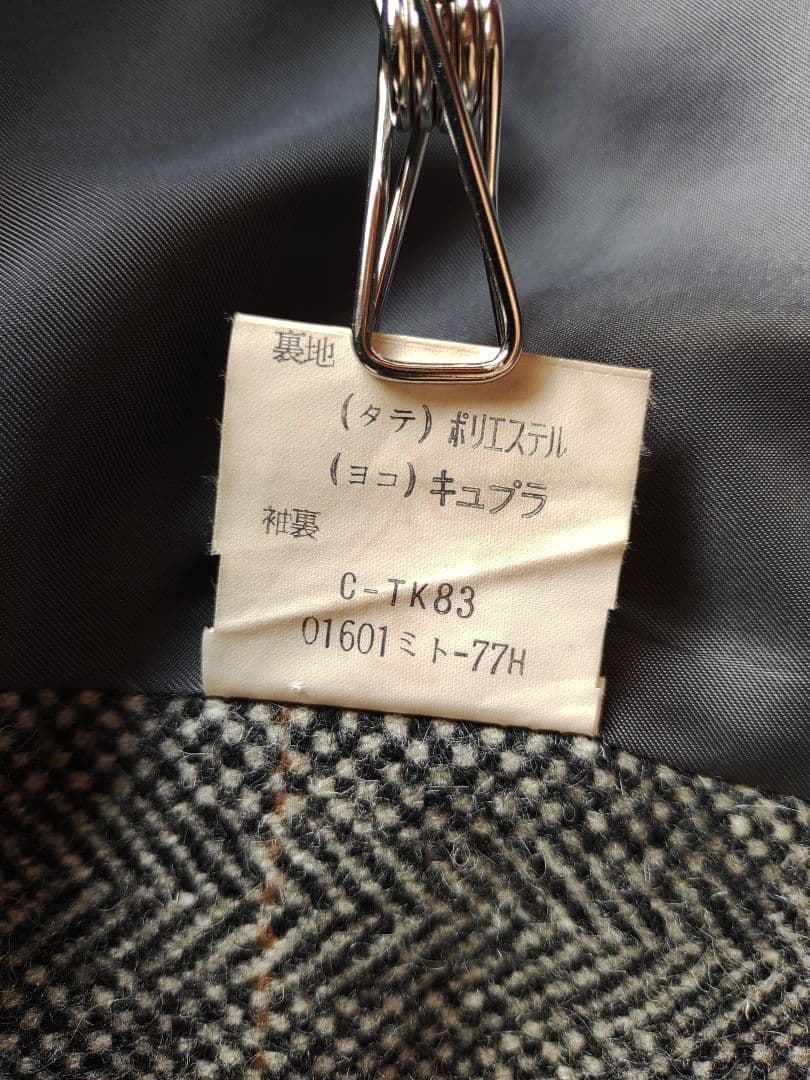 裏地
(タテ) ポリエステル
(ヨコ) キュプラ
袖裏
C-TK83
01601ミト-77H